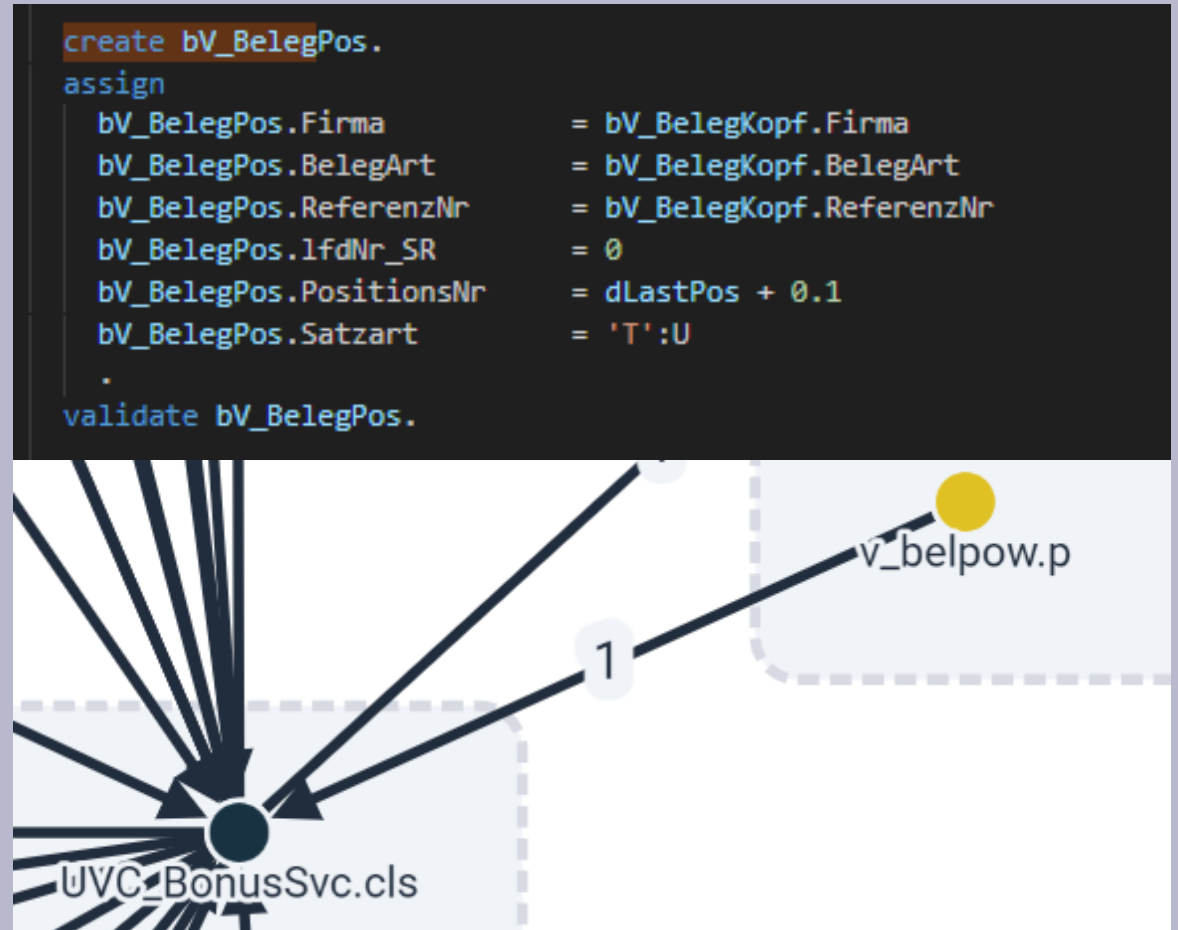 create bV_BelegPos.
assign
bV_BelegPos.Firma = bV_BelegKopf.Firma
bV_BelegPos.BelegArt = bV_BelegKopf.BelegArt
bV_BelegPos.ReferenzNr = bV_BelegKopf.ReferenzNr
bV_BelegPos.lfdNr_SR = 0
bV_BelegPos.PositionsNr = dLastPos + 0.1
bV_BelegPos.Satzart = 'T':U
.
validate bV_BelegPos.
v_belpow.p
1
UVC_BonusSvc.cls